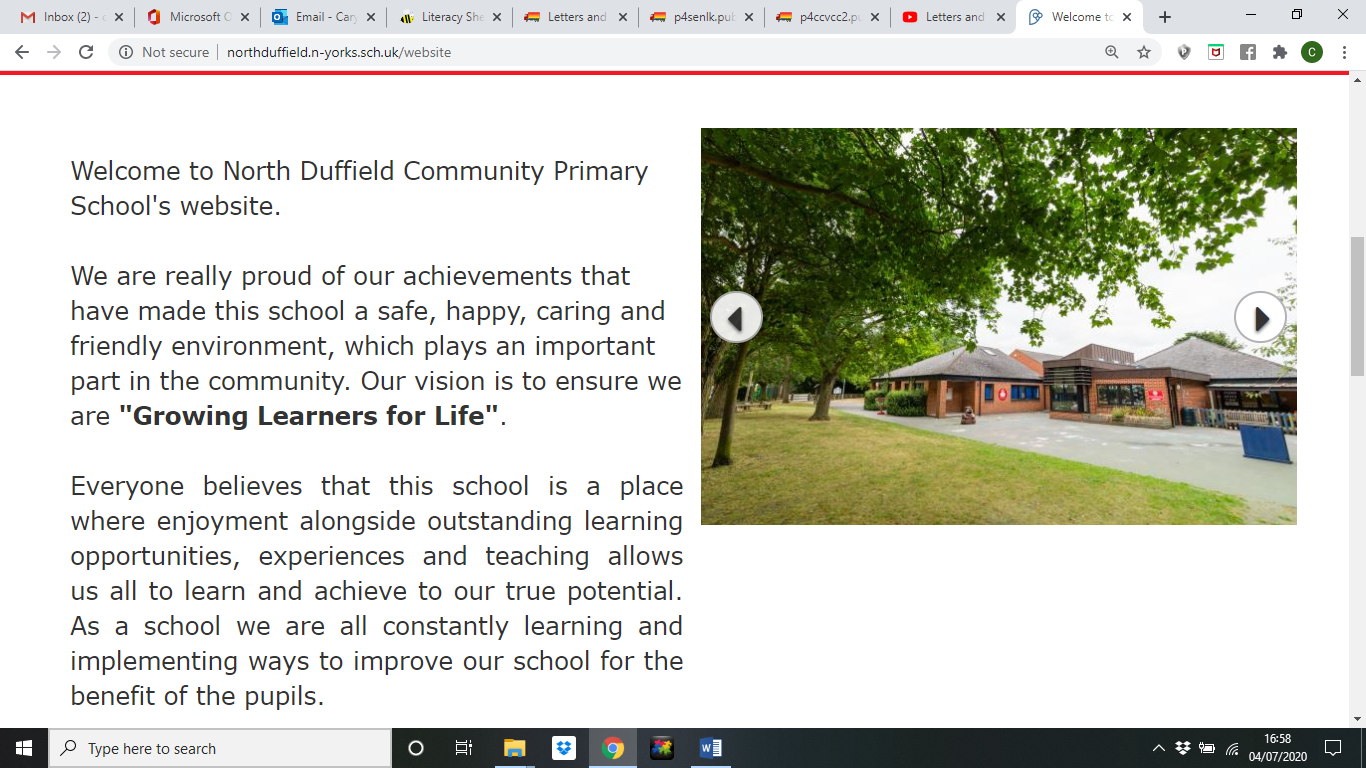 Inbox (2) -
Microsoft
Email - Car
Literacy She
Letters and
p4senlk.pub
p4ccvcc2.pu
Letters and
Welcome to
Not secure
northduffield.n-yorks.sch.uk/website
C
Welcome to North Duffield Community Primary
School's website.
We are really proud of our achievements that
have made this school a safe, happy, caring and
friendly environment, which plays an important
part in the community. Our vision is to ensure we
are "Growing Learners for Life".
Everyone believes that this school is a place
where enjoyment alongside outstanding learning
opportunities, experiences and teaching allows
us all to learn and achieve to our true potential.
As a school we are all constantly learning and
implementing ways to improve our school for the
benefit of the pupils.
Type here to search
16:58
04/07/2020